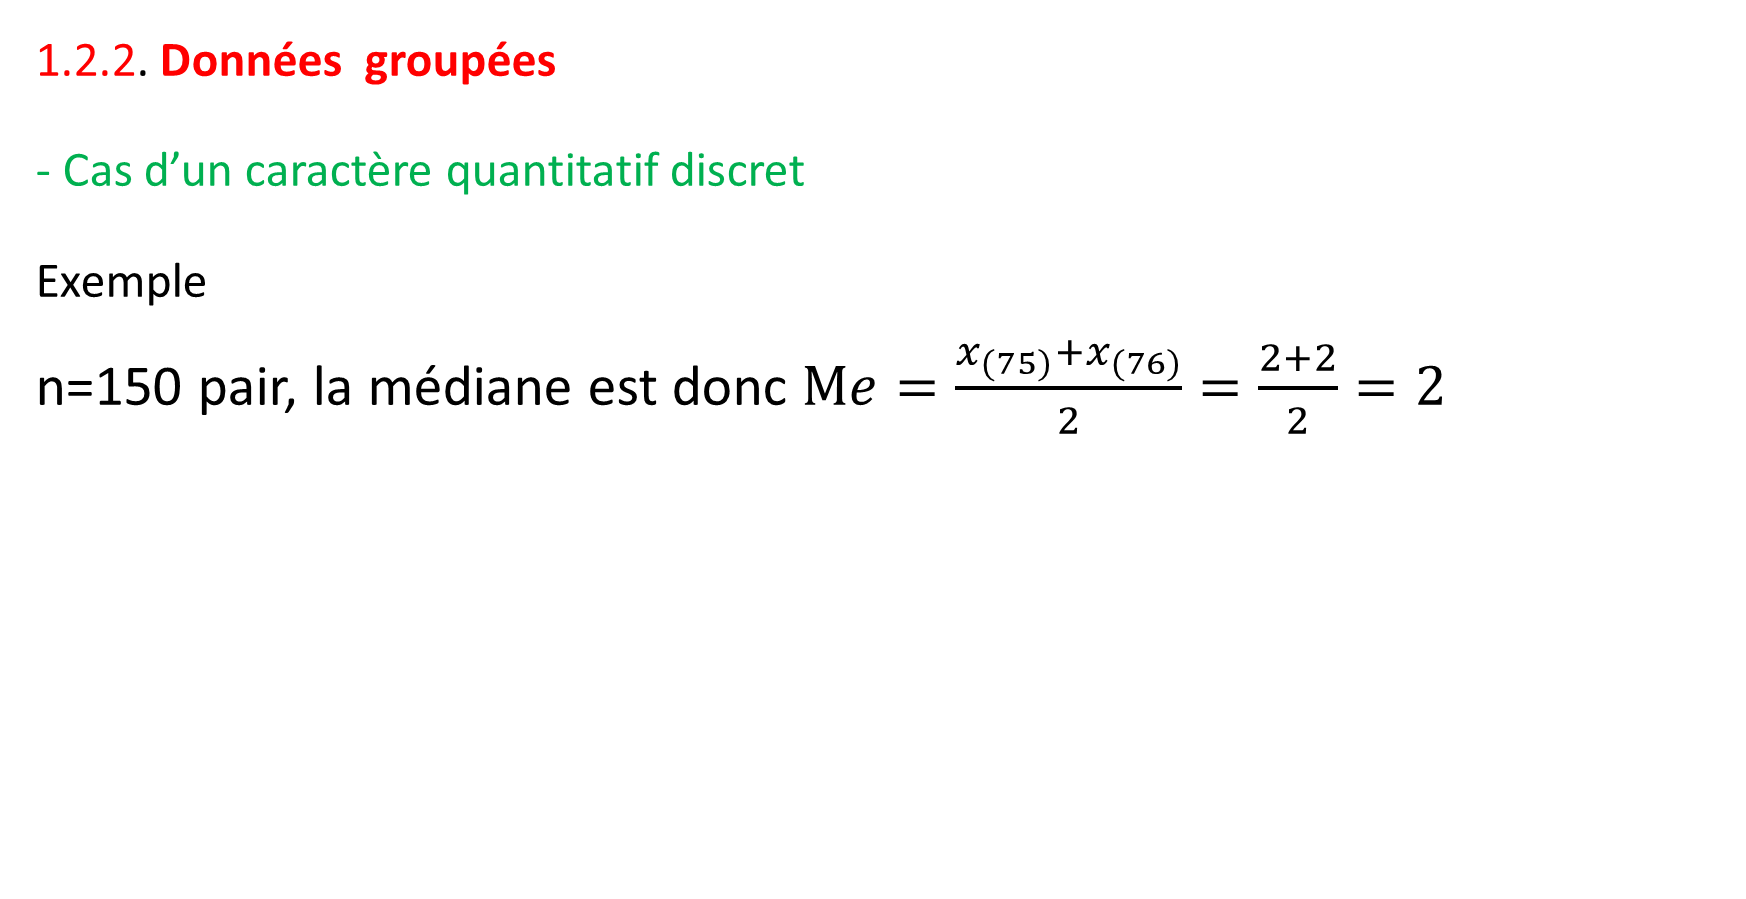 1.2.2. Données groupées
- Cas d’un caractère quantitatif discret
Exemple
n=150 pair, la médiane est donc M𝑒 = (𝑥(75)+𝑥(76))/2 = (2+2)/2 = 2